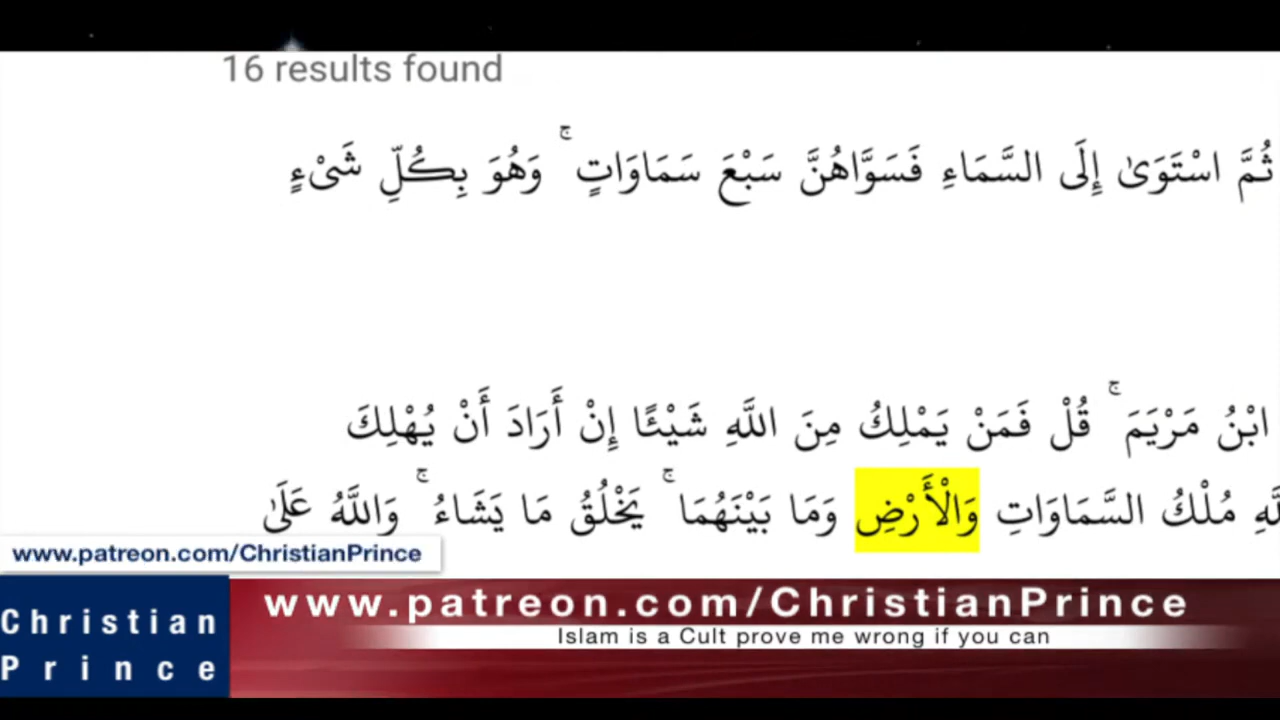 16 results found
ثُمَّ اسْتَوَىٰ إِلَى السَّمَاءِ فَسَوَّاهُنَّ سَبْعَ سَمَاوَاتٍ ۚ وَهُوَ بِكُلِّ شَىْءٍ
ابْنُ مَرْيَمَ ۚ قُلْ فَمَنْ يَمْلِكُ مِنَ اللَّهِ شَيْئًا إِنْ أَرَادَ أَنْ يُهْلِكَ
مُلْكُ السَّمَاوَاتِ وَالْأَرْضِ وَمَا بَيْنَهُمَا ۚ يَخْلُقُ مَا يَشَاءُ ۚ وَاللَّهُ عَلَىٰ
www.patreon.com/ChristianPrince
www.patreon.com/ChristianPrince
Islam is a Cult prove me wrong if you can
Christian
Prince